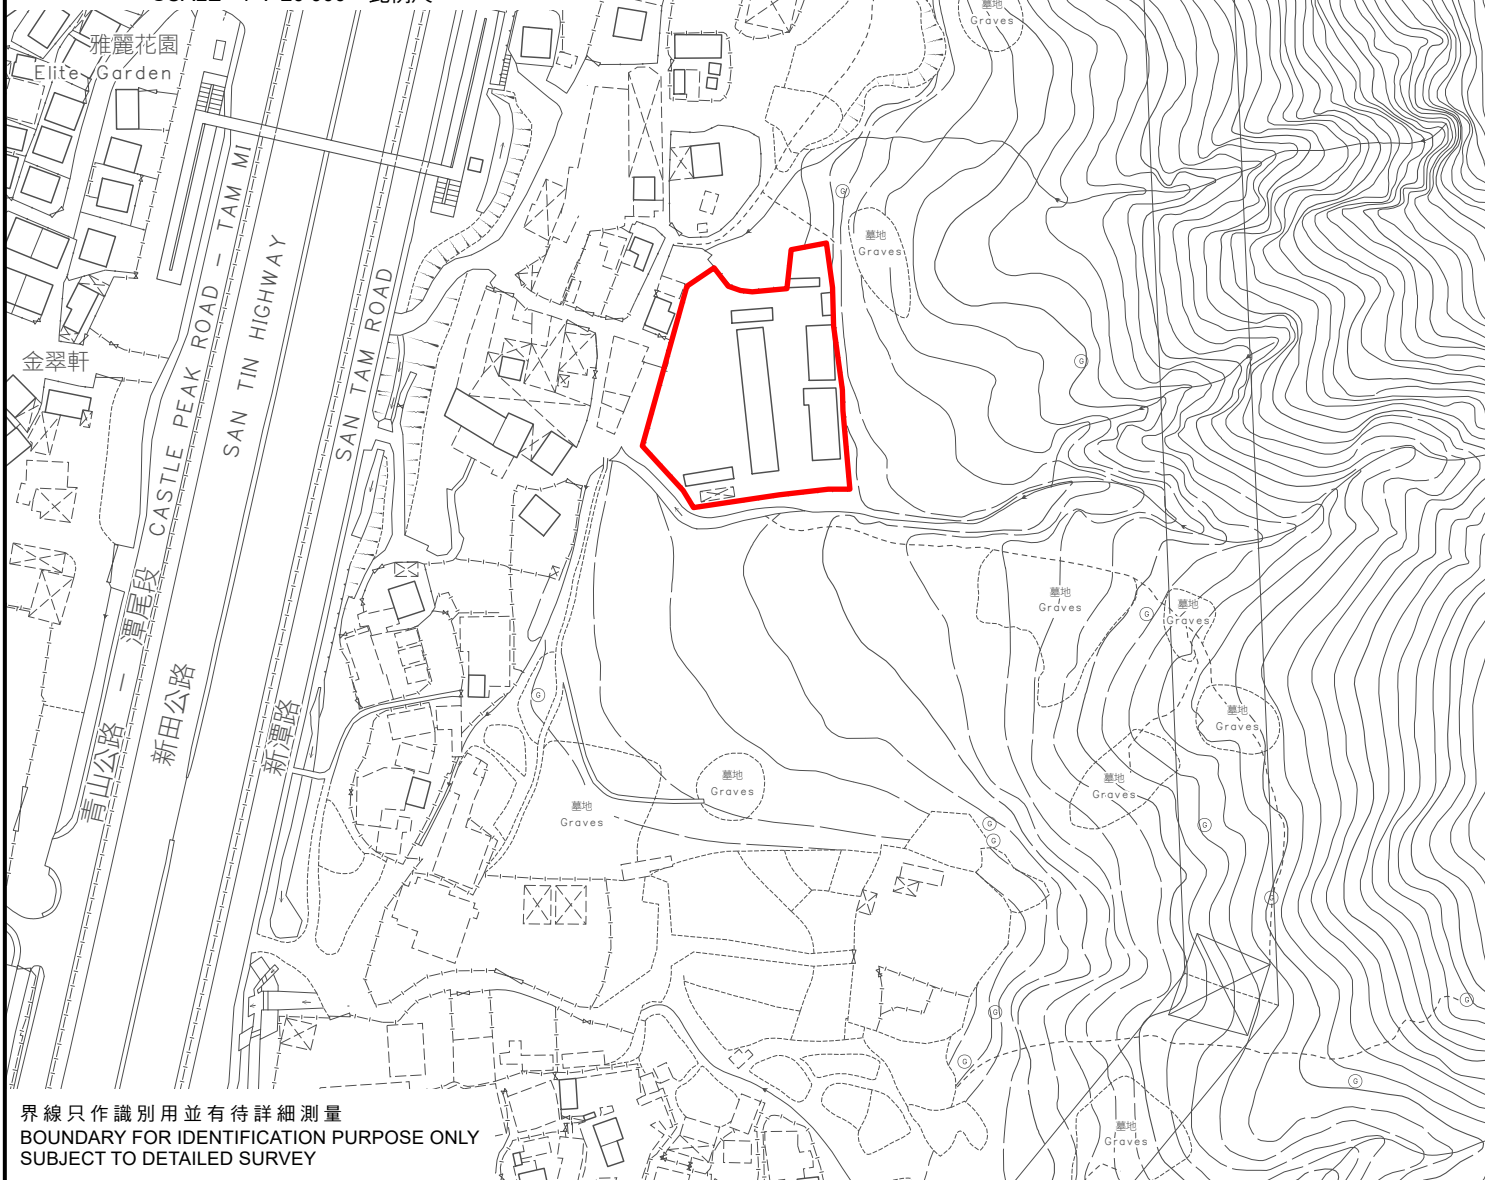 雅麗花園
Elite Garden
墓地
Graves
CASTLE PEAK ROAD - TAM MI
SAN TIN HIGHWAY
SAN TAM ROAD
墓地
Graves
金翠軒
G
G
青山公路 - 潭尾段
新田公路
新潭路
墓地
Graves
G
墓地
Graves
G
墓地
Graves
墓地
Graves
墓地
Graves
墓地
Graves
G
G
G
G
G
G
G
G
墓地
Graves
界線只作識別用並有待詳細測量
BOUNDARY FOR IDENTIFICATION PURPOSE ONLY
SUBJECT TO DETAILED SURVEY